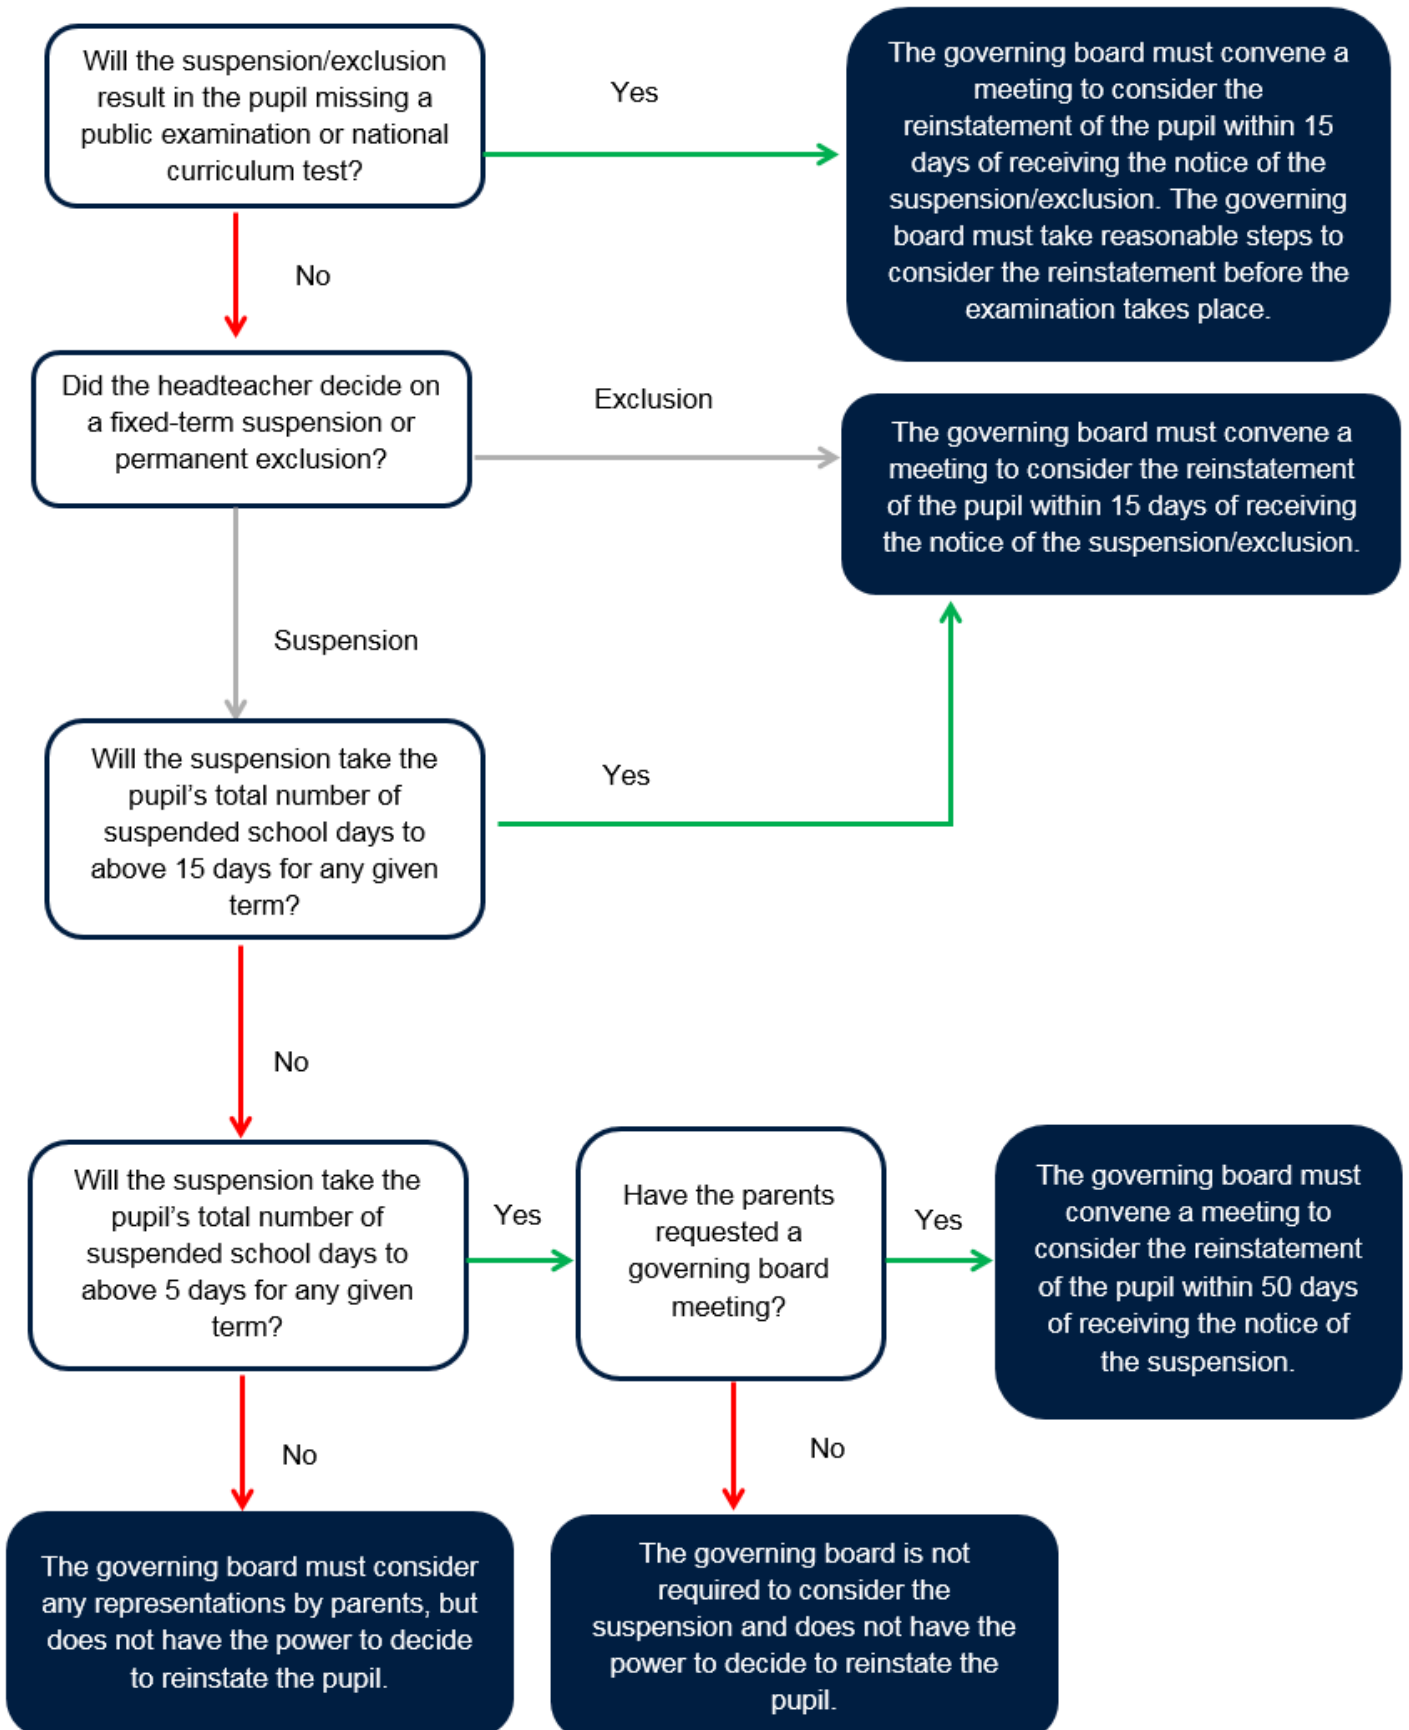 Will the suspension/exclusion
result in the pupil missing a
public examination or national
curriculum test?
Yes
The governing board must convene a
meeting to consider the
reinstatement of the pupil within 15
days of receiving the notice of the
suspension/exclusion. The governing
board must take reasonable steps to
consider the reinstatement before the
examination takes place.
No
Did the headteacher decide on
a fixed-term suspension or
permanent exclusion?
Exclusion
The governing board must convene a
meeting to consider the reinstatement
of the pupil within 15 days of receiving
the notice of the suspension/exclusion.
Suspension
Will the suspension take the
pupil's total number of
suspended school days to
above 15 days for any given
term?
Yes
No
Will the suspension take the
pupil's total number of
suspended school days to
above 5 days for any given
term?
Yes
Have the parents
requested a
governing board
meeting?
Yes
The governing board must
convene a meeting to
consider the reinstatement
of the pupil within 50 days
of receiving the notice of
the suspension.
No
No
The governing board must consider
any representations by parents, but
does not have the power to decide
to reinstate the pupil.
The governing board is not
required to consider the
suspension and does not have the
power to decide to reinstate the
pupil.